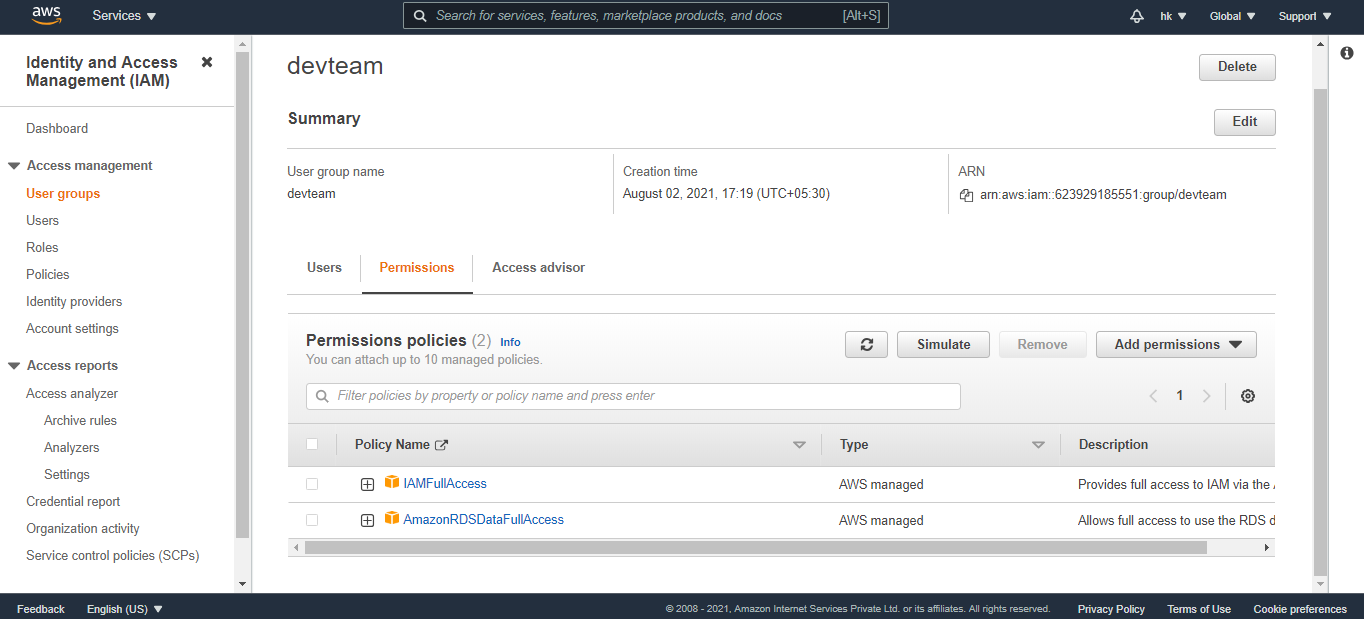 aws Services Search for services, features, marketplace products, and docs [Alt+S] hk Global Support
Identity and Access
Management (IAM)
Dashboard
Access management
User groups
Users
Roles
Policies
Identity providers
Account settings
Access reports
Access analyzer
Archive rules
Analyzers
Settings
Credential report
Organization activity
Service control policies (SCPs)
devteam
Delete
Summary
Edit
User group name
devteam
Creation time
August 02, 2021, 17:19 (UTC+05:30)
ARN
arn:aws:iam::623929185551:group/devteam
Users Permissions Access advisor
Permissions policies (2) Info
You can attach up to 10 managed policies.
Simulate Remove Add permissions
Filter policies by property or policy name and press enter
1
Policy Name Type Description
IAMFullAccess AWS managed Provides full access to IAM via the
AmazonRDSDataFullAccess AWS managed Allows full access to use the RDS d
Feedback English (US) © 2008 - 2021, Amazon Internet Services Private Ltd. or its affiliates. All rights reserved. Privacy Policy Terms of Use Cookie preferences